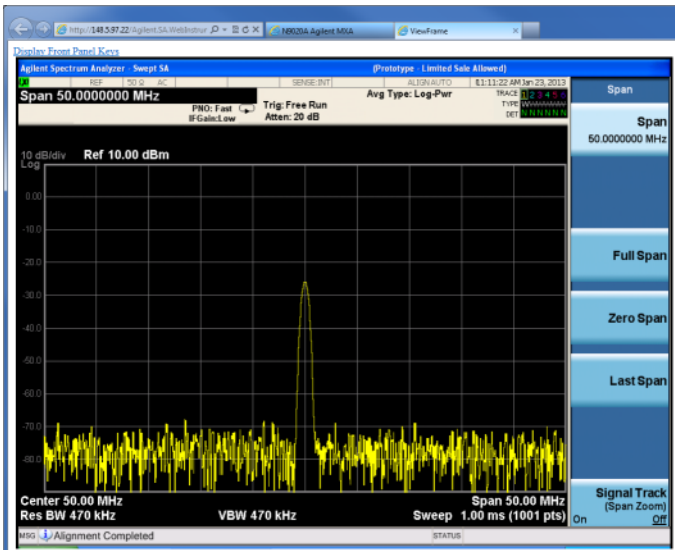 http://148.5.97.22/Agilent.SA.WebInstrur
N9020A Agilent MXA
ViewFrame
Display Front Panel Keys
Agilent Spectrum Analyzer - Swept SA
(Prototype - Limited Sale Allowed)
REF 50 Ω AC SENSE:INT ALIGN AUTO 11:11:22 AM Jan 23, 2013
Span 50.0000000 MHz
PNO: Fast
IFGain:Low
Trig: Free Run
Atten: 20 dB
Avg Type: Log-Pwr
TRACE 1 2 3 4 5 6
TYPE
DET N N N N N N
Span
Span
50.0000000 MHz
Full Span
Zero Span
Last Span
Signal Track
(Span Zoom)
On Off
10 dB/div Ref 10.00 dBm
Log
0.00
-10.0
-20.0
-30.0
-40.0
-50.0
-60.0
-70.0
-80.0
Center 50.00 MHz Span 50.00 MHz
Res BW 470 kHz VBW 470 kHz Sweep 1.00 ms (1001 pts)
MSG Alignment Completed STATUS